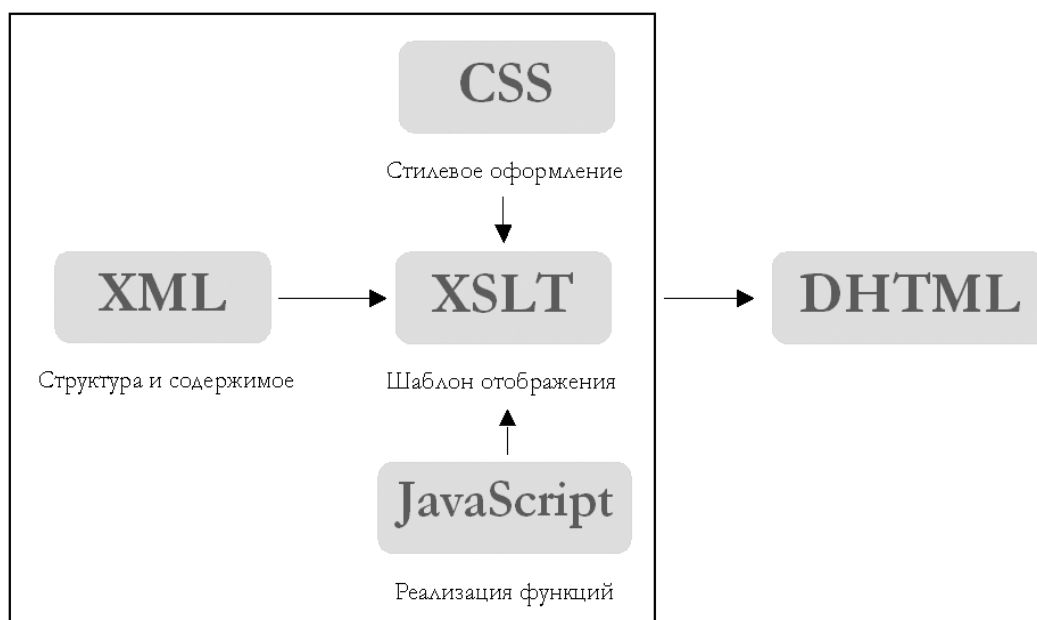 CSS
Стилевое оформление
XML
XSLT
DHTML
Структура и содержимое
Шаблон отображения
JavaScript
Реализация функций